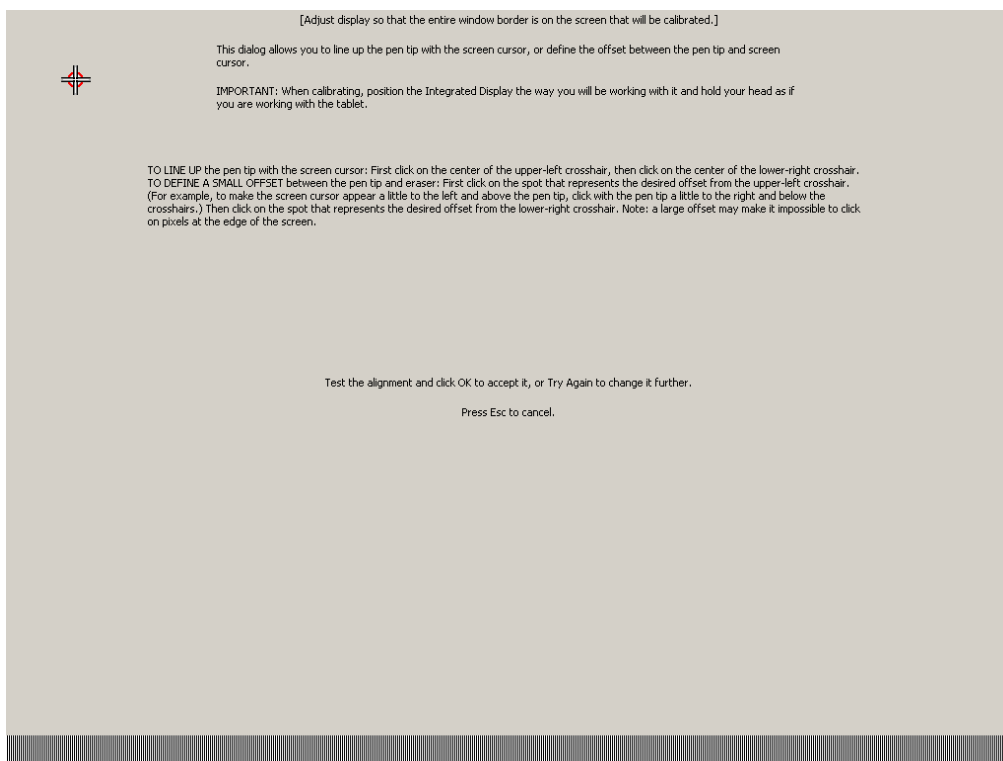 [Adjust display so that the entire window border is on the screen that will be calibrated.]
This dialog allows you to line up the pen tip with the screen cursor, or define the offset between the pen tip and screen
cursor.
IMPORTANT: When calibrating, position the Integrated Display the way you will be working with it and hold your head as if
you are working with the tablet.
TO LINE UP the pen tip with the screen cursor: First click on the center of the upper-left crosshair, then click on the center of the lower-right crosshair.
TO DEFINE A SMALL OFFSET between the pen tip and eraser: First click on the spot that represents the desired offset from the upper-left crosshair.
(For example, to make the screen cursor appear a little to the left and above the pen tip, click with the pen tip a little to the right and below the
crosshairs.) Then click on the spot that represents the desired offset from the lower-right crosshair. Note: a large offset may make it impossible to click
on pixels at the edge of the screen.
Test the alignment and click OK to accept it, or Try Again to change it further.
Press Esc to cancel.